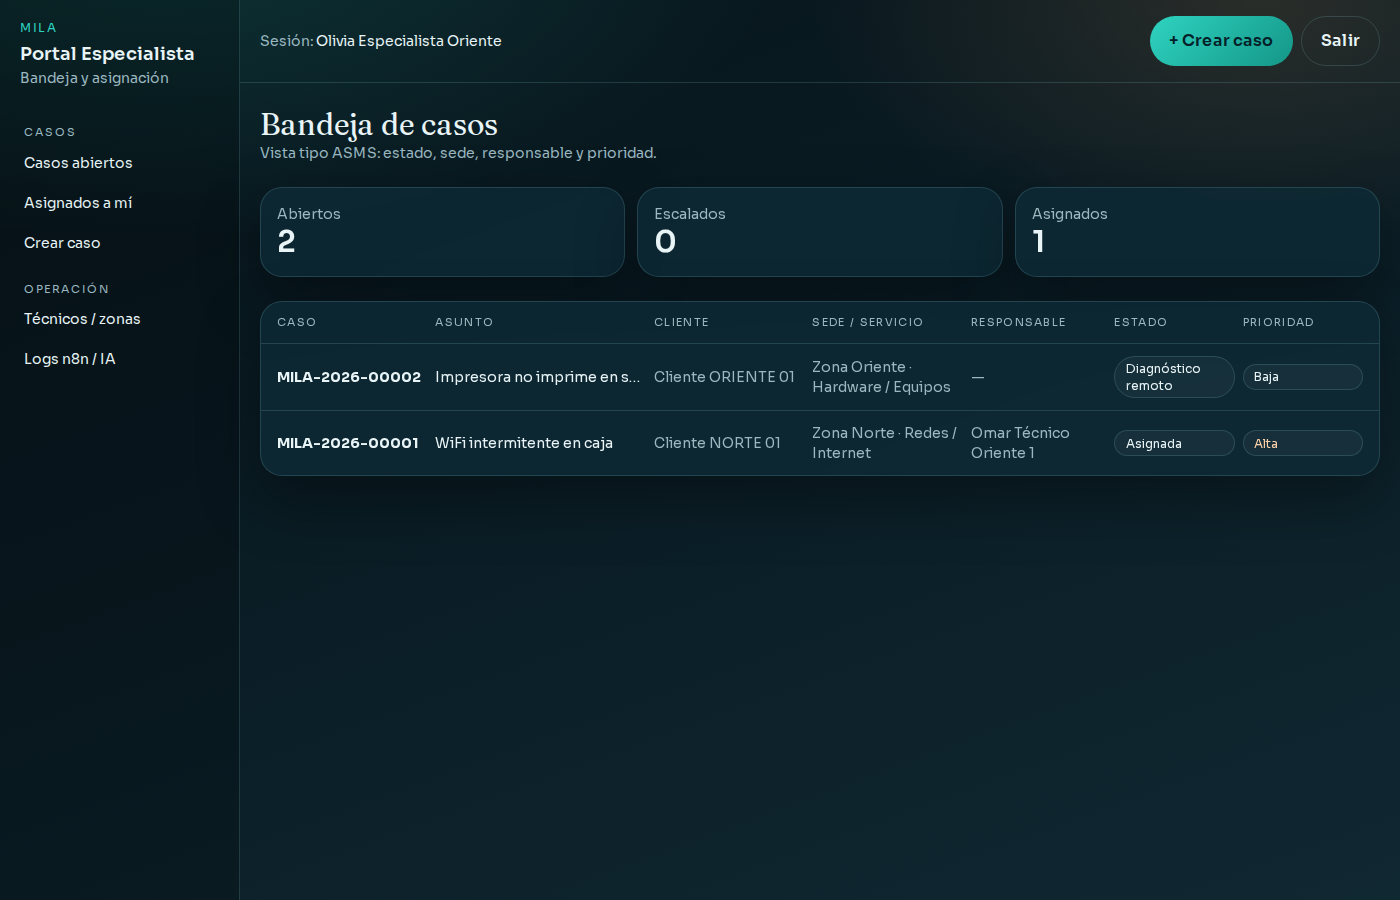 MILA
Portal Especialista
Bandeja y asignación
CASOS
Casos abiertos
Asignados a mí
Crear caso
OPERACIÓN
Técnicos / zonas
Logs n8n / IA
Sesión: Olivia Especialista Oriente
+ Crear caso
Salir
Bandeja de casos
Vista tipo ASMS: estado, sede, responsable y prioridad.
Abiertos
2
Escalados
0
Asignados
1
CASO ASUNTO CLIENTE SEDE / SERVICIO RESPONSABLE ESTADO PRIORIDAD
MILA-2026-00002 Impresora no imprime en s... Cliente ORIENTE 01 Zona Oriente · — Diagnóstico Baja
Hardware / Equipos remoto
MILA-2026-00001 WiFi intermitente en caja Cliente NORTE 01 Zona Norte · Redes / Omar Técnico Asignada Alta
Internet Oriente 1